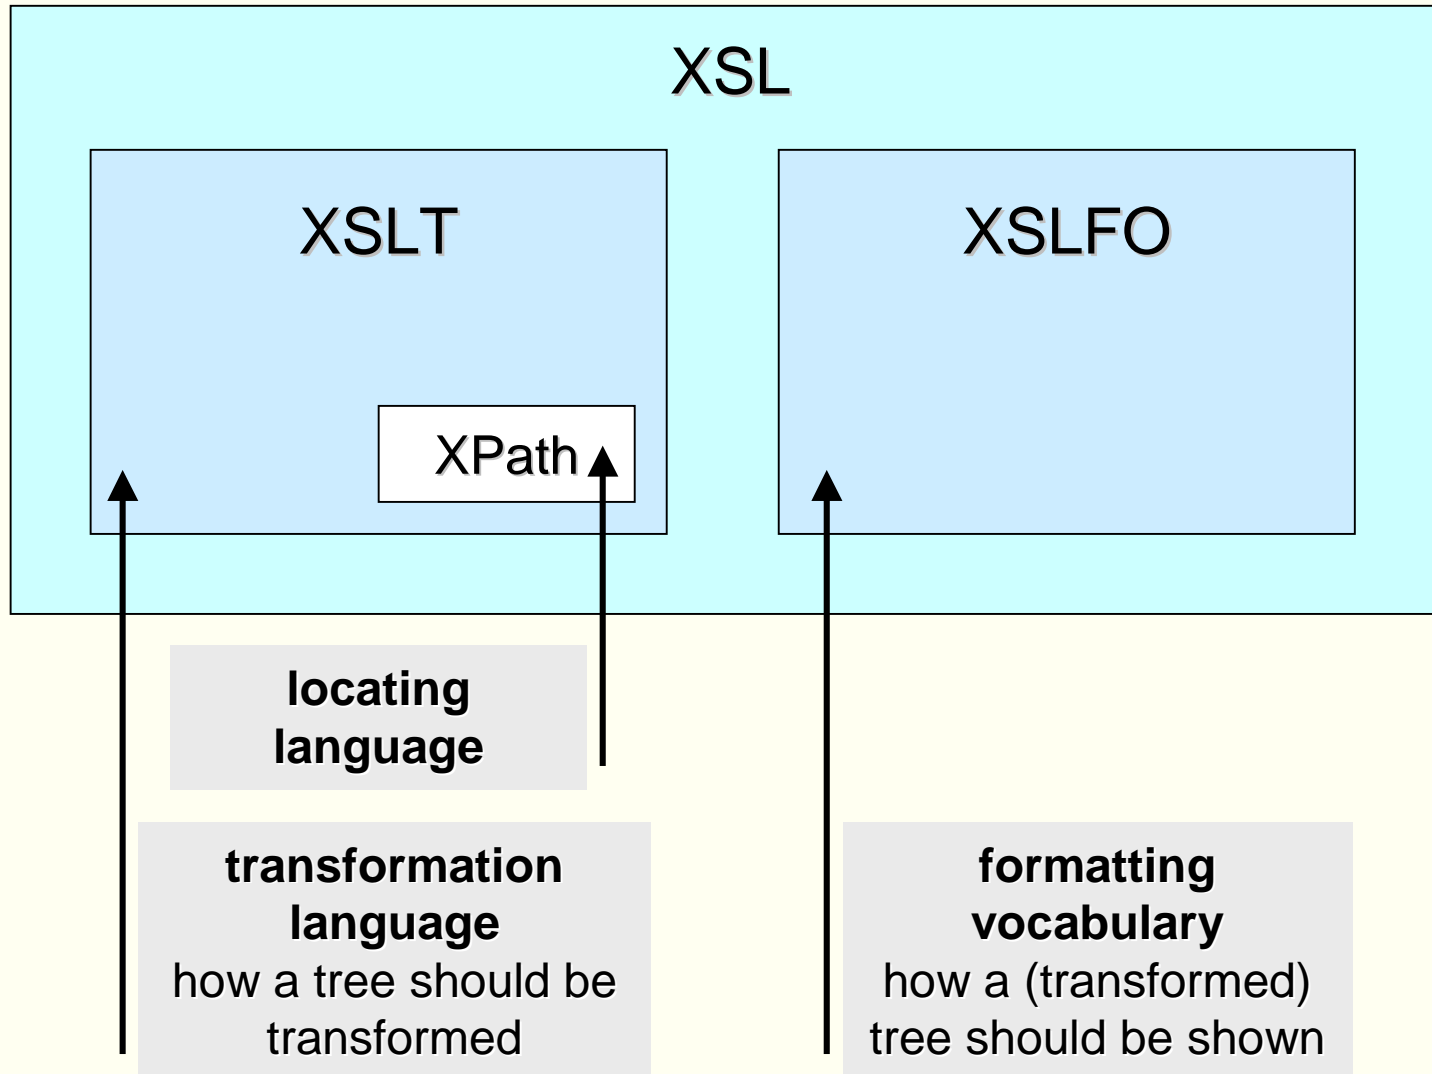 XSL
XSLT
XSLFO
XPath
locating
language
transformation
language
how a tree should be
transformed
formatting
vocabulary
how a (transformed)
tree should be shown